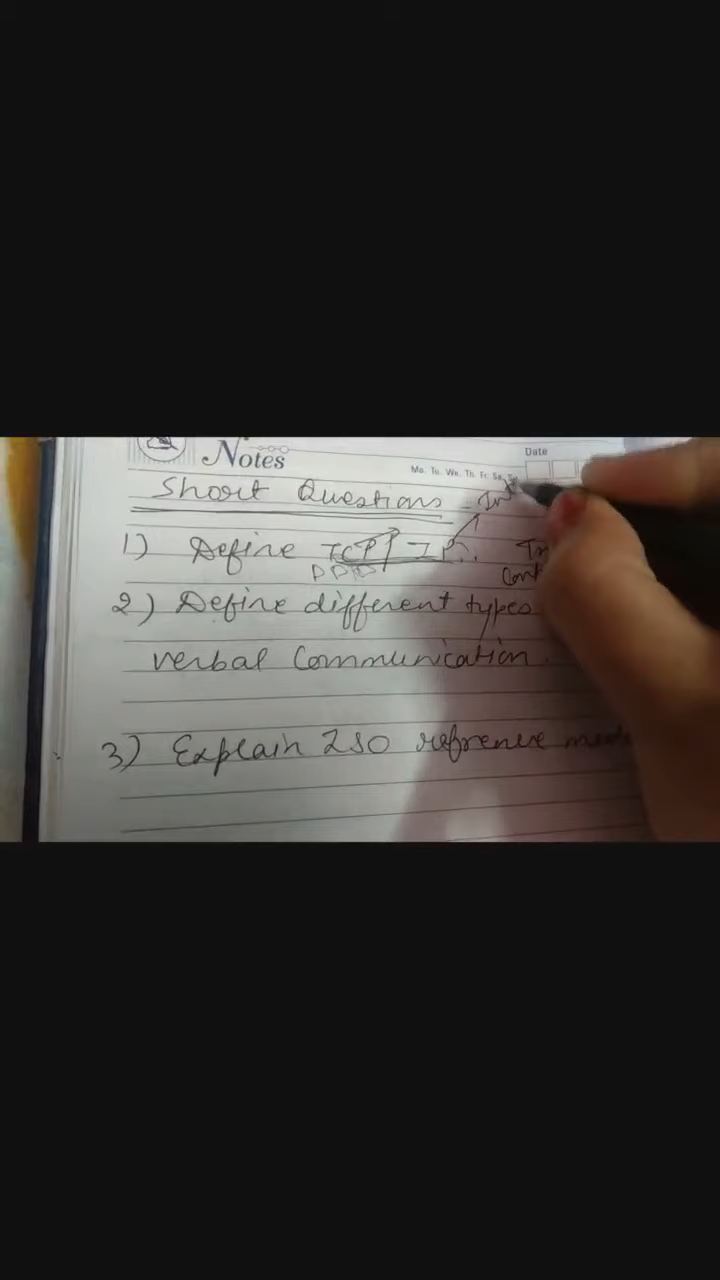 Notes
Date
Mo. Tu. We. Th. Fr. Sa.
Short Questions
1) Define TCP/IP.
2) Define different types
verbal Communication.
3) Explain ISO